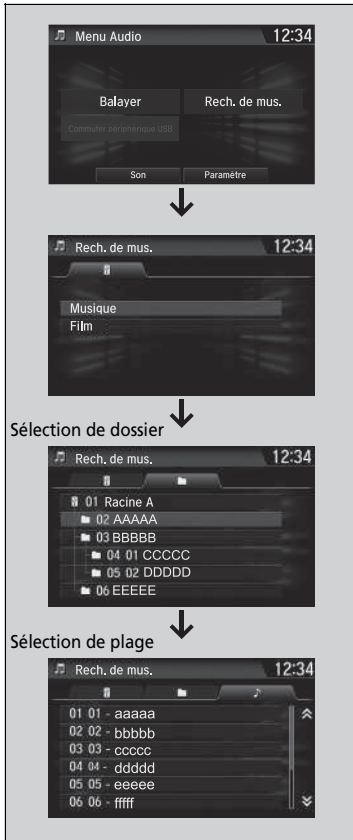 Menu Audio 12:34
Balayer Rech. de mus.
Commuter périphérique USB
Son Paramètre
Rech. de mus. 12:34
Musique
Film
Sélection de dossier
Rech. de mus. 12:34
01 Racine A
02 AAAAA
03 BBBBB
04 01 CCCCC
05 02 DDDDD
06 EEEEE
Sélection de plage
Rech. de mus. 12:34
01 01 - aaaaa
02 02 - bbbbb
03 03 - ccccc
04 04 - ddddd
05 05 - eeeee
06 06 - fffff